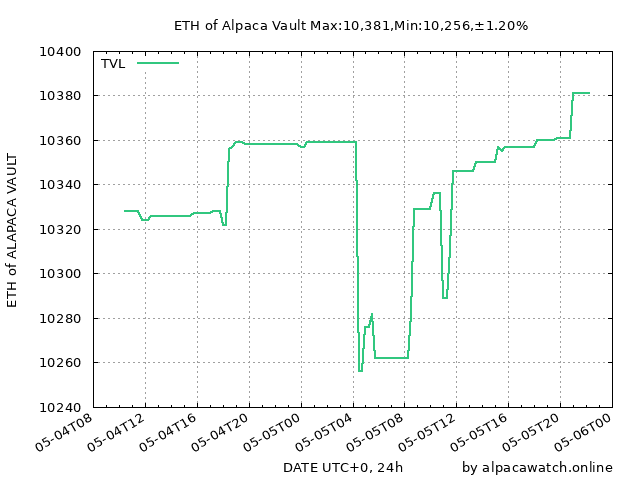 ETH of Alpaca Vault Max:10,381,Min:10,256,±1.20%
TVL
ETH of ALAPACA VAULT
10400
10380
10360
10340
10320
10300
10280
10260
10240
05-04T08
05-04T12
05-04T16
05-04T20
05-05T00
05-05T04
05-05T08
05-05T12
05-05T16
05-05T20
05-06T00
DATE UTC+0, 24h
by alpacawatch.online